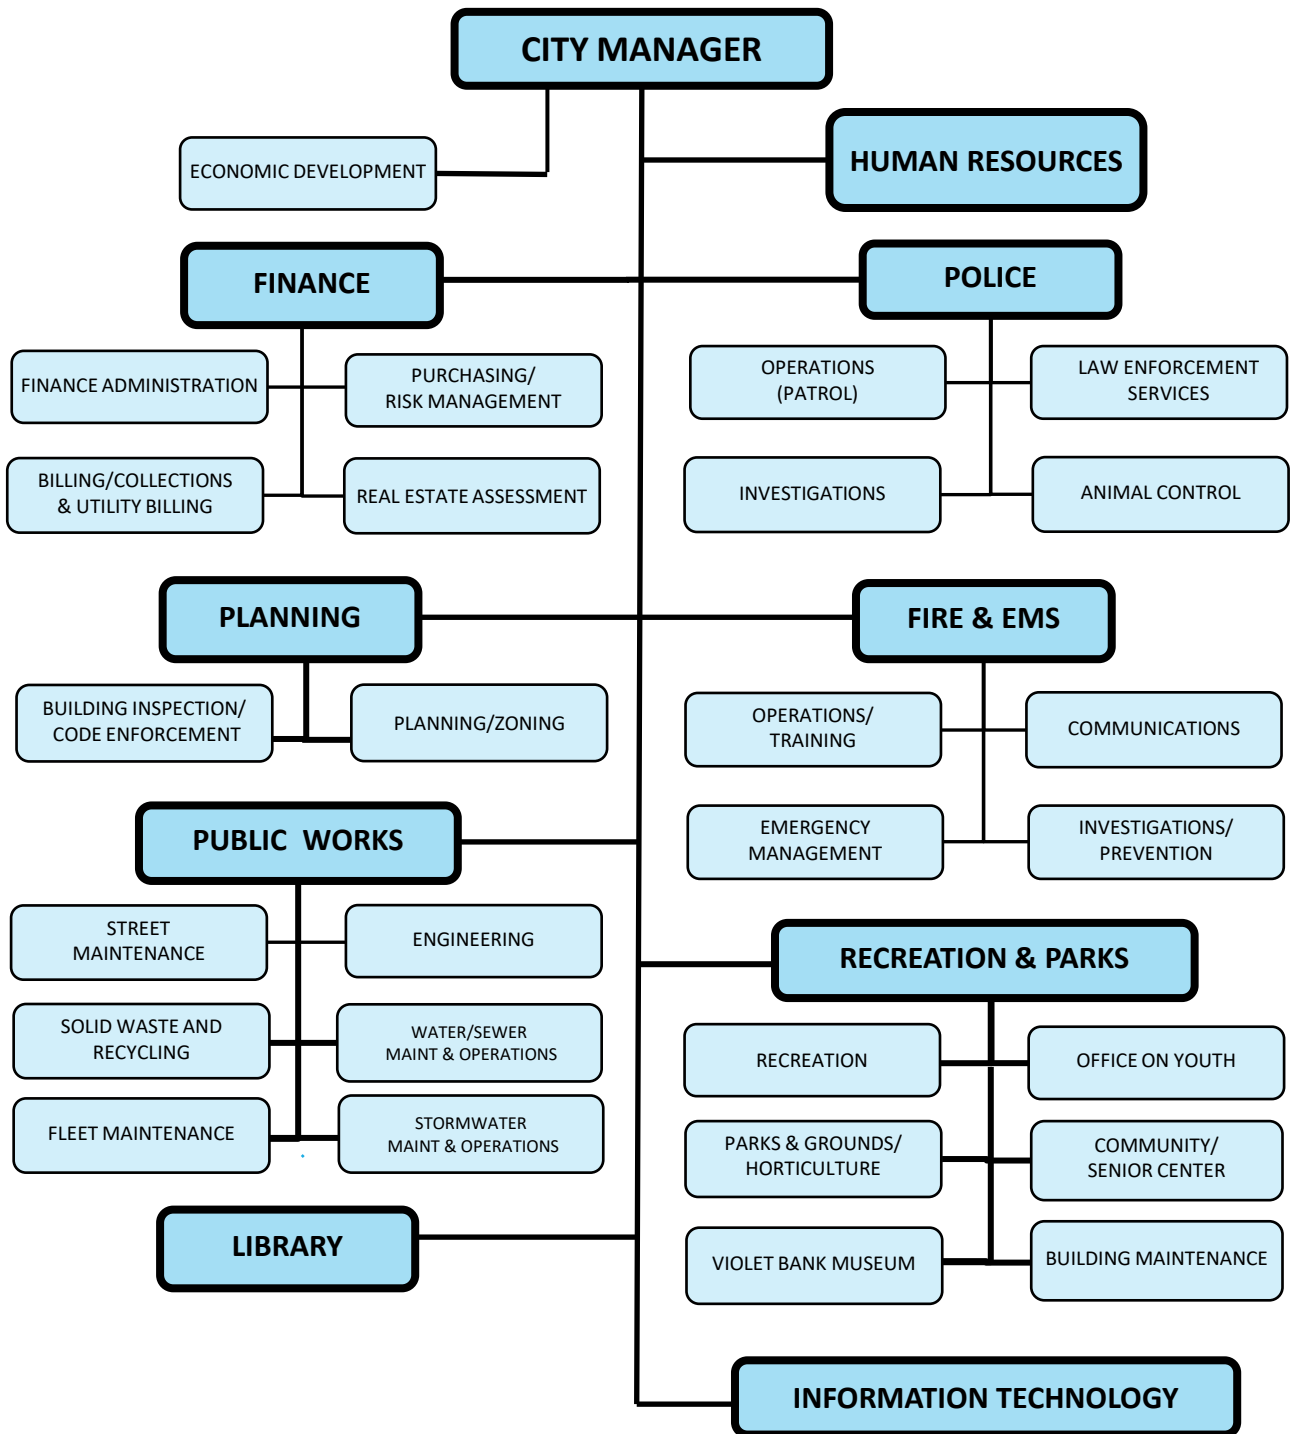 CITY MANAGER
ECONOMIC DEVELOPMENT
HUMAN RESOURCES
FINANCE
FINANCE ADMINISTRATION
PURCHASING/
RISK MANAGEMENT
BILLING/COLLECTIONS
& UTILITY BILLING
REAL ESTATE ASSESSMENT
POLICE
OPERATIONS
(PATROL)
LAW ENFORCEMENT
SERVICES
INVESTIGATIONS
ANIMAL CONTROL
PLANNING
BUILDING INSPECTION/
CODE ENFORCEMENT
PLANNING/ZONING
FIRE & EMS
OPERATIONS/
TRAINING
COMMUNICATIONS
EMERGENCY
MANAGEMENT
INVESTIGATIONS/
PREVENTION
PUBLIC WORKS
STREET
MAINTENANCE
ENGINEERING
SOLID WASTE AND
RECYCLING
WATER/SEWER
MAINT & OPERATIONS
FLEET MAINTENANCE
STORMWATER
MAINT & OPERATIONS
RECREATION & PARKS
RECREATION
OFFICE ON YOUTH
PARKS & GROUNDS/
HORTICULTURE
COMMUNITY/
SENIOR CENTER
VIOLET BANK MUSEUM
BUILDING MAINTENANCE
LIBRARY
INFORMATION TECHNOLOGY